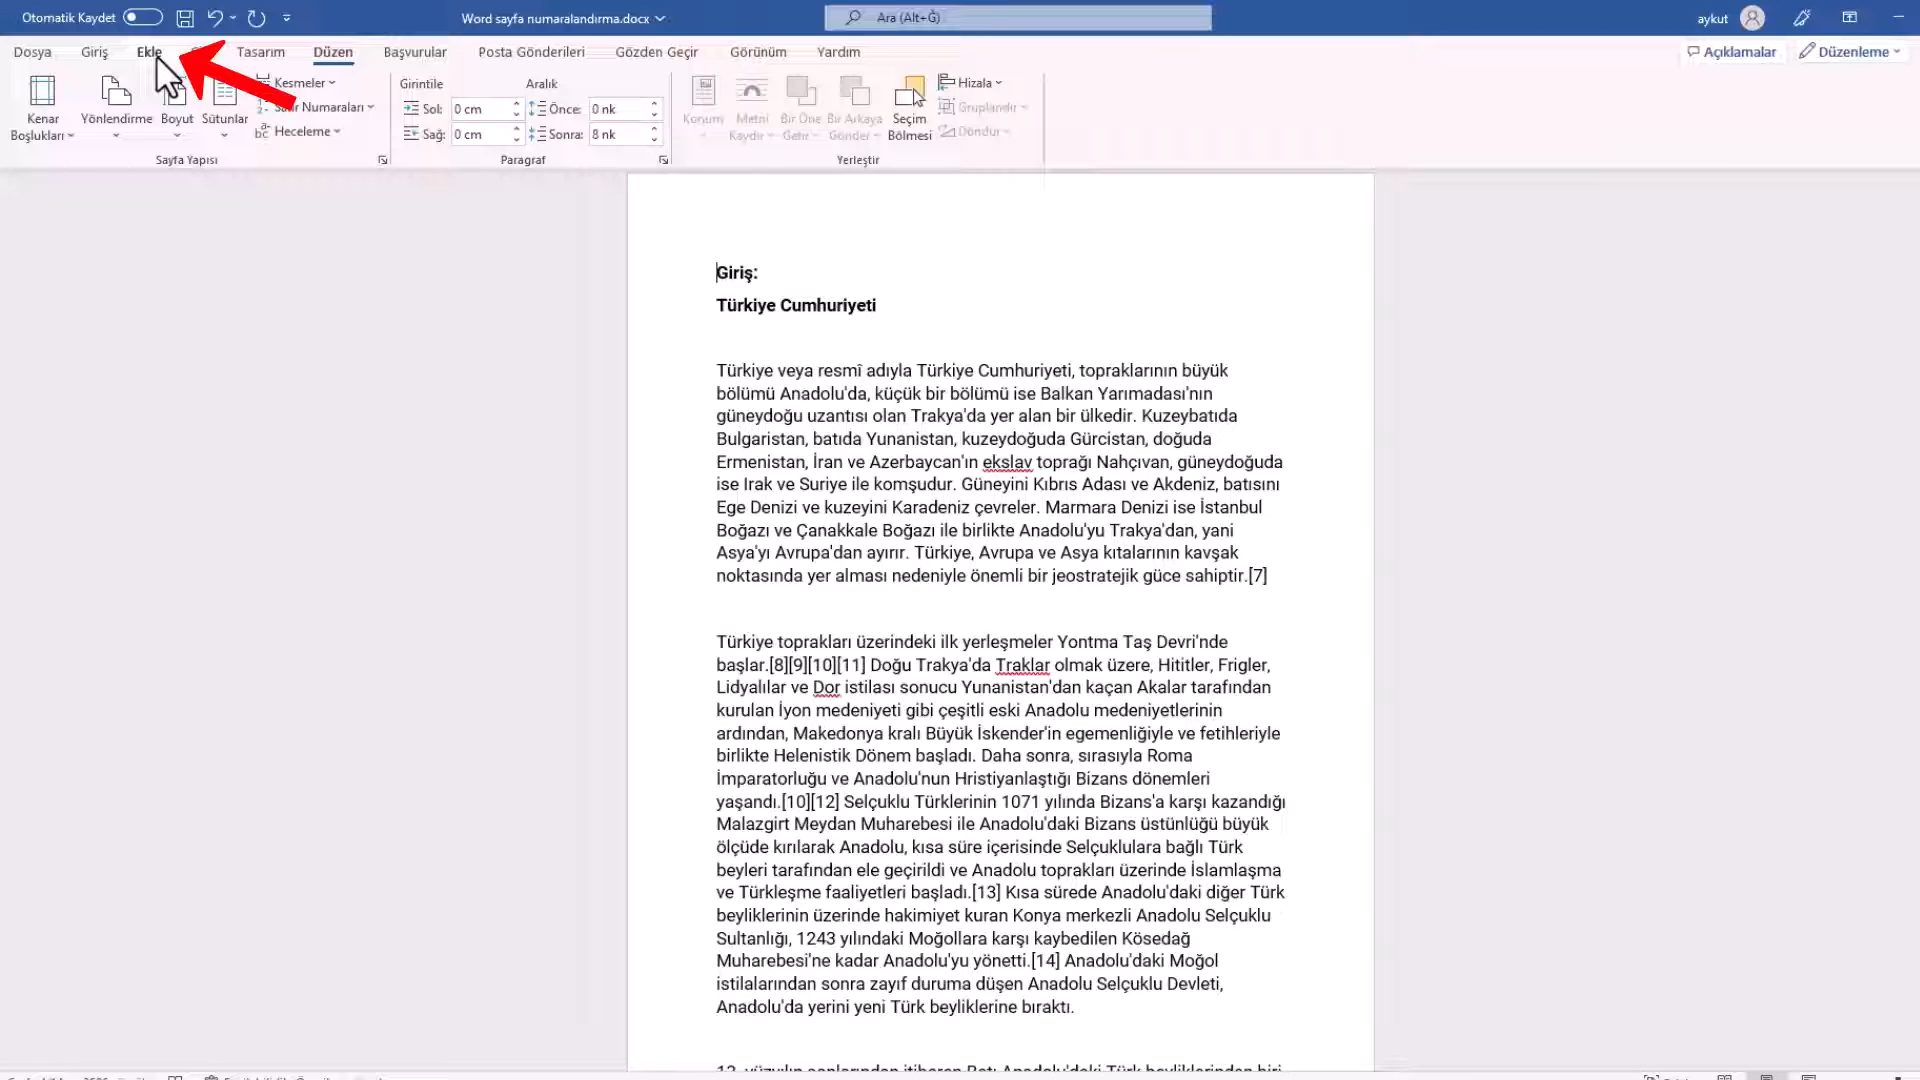 Otomatik Kaydet
Word sayfa numaralandırma.docx
Ara (Alt+Ğ)
aykut
Dosya Giriş Ekle Tasarım Düzen Başvurular Posta Gönderileri Gözden Geçir Görünüm Yardım
Açıklamalar Düzenleme
Kenar Boşlukları
Yönlendirme
Boyut
Sütunlar
Kesmeler
Satır Numaraları
Heceleme
Sayfa Yapısı
Girintile
Aralık
Sol: 0 cm
Önce: 0 nk
Sağ: 0 cm
Sonra: 8 nk
Paragraf
Konumu
Metni Kaydır
Bir Öne Getir
Bir Arkaya Gönder
Seçim Bölmesi
Hizala
Gruplandır
Döndür
Yerleştir
Giriş:
Türkiye Cumhuriyeti
Türkiye veya resmî adıyla Türkiye Cumhuriyeti, topraklarının büyük
bölümü Anadolu'da, küçük bir bölümü ise Balkan Yarımadası'nın
güneydoğu uzantısı olan Trakya'da yer alan bir ülkedir. Kuzeybatıda
Bulgaristan, batıda Yunanistan, kuzeydoğuda Gürcistan, doğuda
Ermenistan, İran ve Azerbaycan'ın ekslav toprağı Nahçıvan, güneydoğuda
ise Irak ve Suriye ile komşudur. Güneyini Kıbrıs Adası ve Akdeniz, batısını
Ege Denizi ve kuzeyini Karadeniz çevreler. Marmara Denizi ise İstanbul
Boğazı ve Çanakkale Boğazı ile birlikte Anadolu'yu Trakya'dan, yani
Asya'yı Avrupa'dan ayırır. Türkiye, Avrupa ve Asya kıtalarının kavşak
noktasında yer alması nedeniyle önemli bir jeostratejik güce sahiptir.[7]
Türkiye toprakları üzerindeki ilk yerleşmeler Yontma Taş Devri'nde
başlar.[8][9][10][11] Doğu Trakya'da Traklar olmak üzere, Hititler, Frigler,
Lidyalılar ve Dor istilası sonucu Yunanistan'dan kaçan Akalar tarafından
kurulan İyon medeniyeti gibi çeşitli eski Anadolu medeniyetlerinin
ardından, Makedonya kralı Büyük İskender'in egemenliğiyle ve fetihleriyle
birlikte Helenistik Dönem başladı. Daha sonra, sırasıyla Roma
İmparatorluğu ve Anadolu'nun Hristiyanlaştığı Bizans dönemleri
yaşandı.[10][12] Selçuklu Türklerinin 1071 yılında Bizans'a karşı kazandığı
Malazgirt Meydan Muharebesi ile Anadolu'daki Bizans üstünlüğü büyük
ölçüde kırılarak Anadolu, kısa süre içerisinde Selçuklulara bağlı Türk
beyleri tarafından ele geçirildi ve Anadolu toprakları üzerinde İslamlaşma
ve Türkleşme faaliyetleri başladı.[13] Kısa sürede Anadolu'daki diğer Türk
beyliklerinin üzerinde hakimiyet kuran Konya merkezli Anadolu Selçuklu
Sultanlığı, 1243 yılındaki Moğollara karşı kaybedilen Kösedağ
Muharebesi'ne kadar Anadolu'yu yönetti.[14] Anadolu'daki Moğol
istilalarından sonra zayıf duruma düşen Anadolu Selçuklu Devleti,
Anadolu'da yerini yeni Türk beyliklerine bıraktı.
13. yüzyılın sonlarından itibaren Batı Anadolu'daki Türk beyliklerinden biri